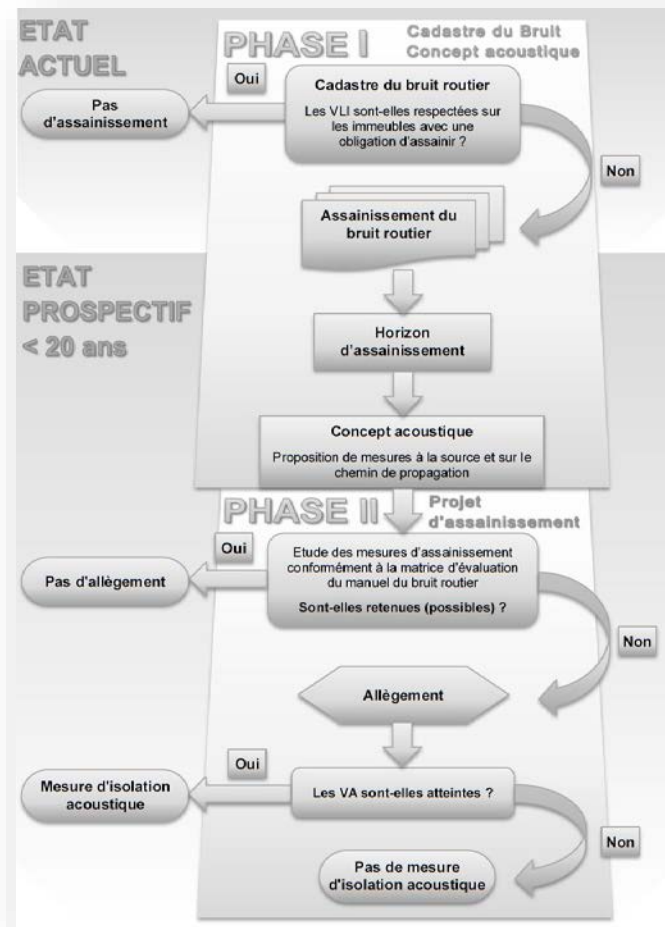 ETAT
ACTUEL
PHASE I
Cadastre du Bruit
Concept acoustique
Oui
Cadastre du bruit routier
Les VLI sont-elles respectées sur
les immeubles avec une
obligation d'assainir ?
Pas
d'assainissement
Non
Assainissement du
bruit routier
ETAT
PROSPECTIF
< 20 ans
Horizon
d'assainissement
Concept acoustique
Proposition de mesures à la source et sur le
chemin de propagation
PHASE II
Projet
d'assainissement
Oui
Etude des mesures d'assainissement
conformément à la matrice d'évaluation
du manuel du bruit routier
Sont-elles retenues (possibles) ?
Pas d'allègement
Non
Allègement
Oui
Les VA sont-elles atteintes ?
Mesure d'isolation
acoustique
Non
Pas de mesure
d'isolation acoustique